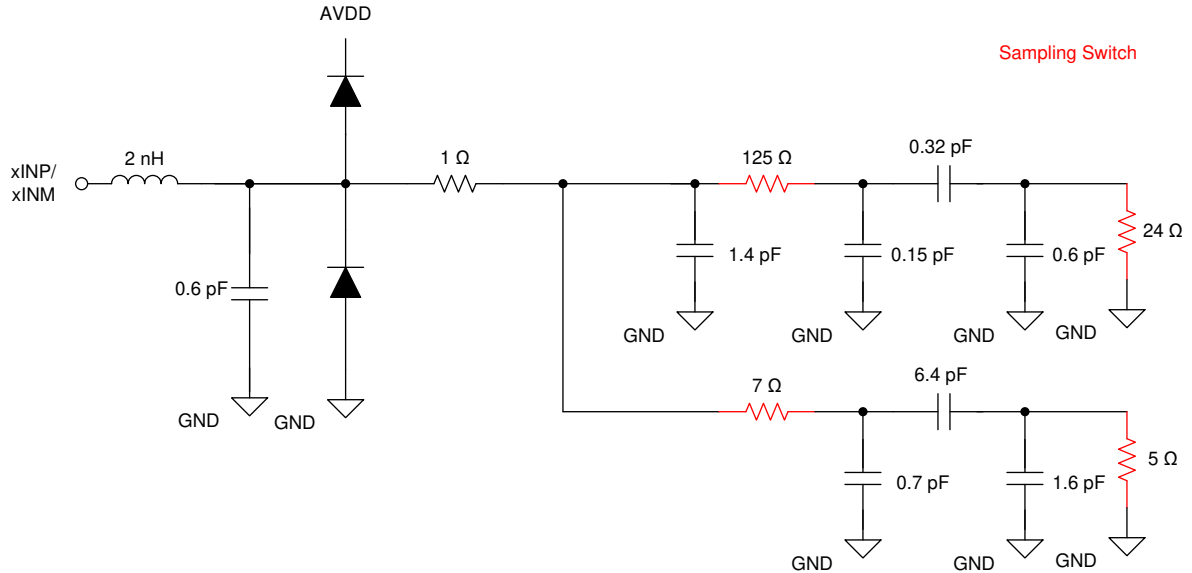 AVDD
Sampling Switch
0.32 pF
2 nH
1 Ω
125 Ω
xINP/
xINM
24 Ω
1.4 pF
0.15 pF
0.6 pF
0.6 pF
GND
GND
GND
GND
7 Ω
6.4 pF
GND
GND
5 Ω
0.7 pF
1.6 pF
GND
GND
GND